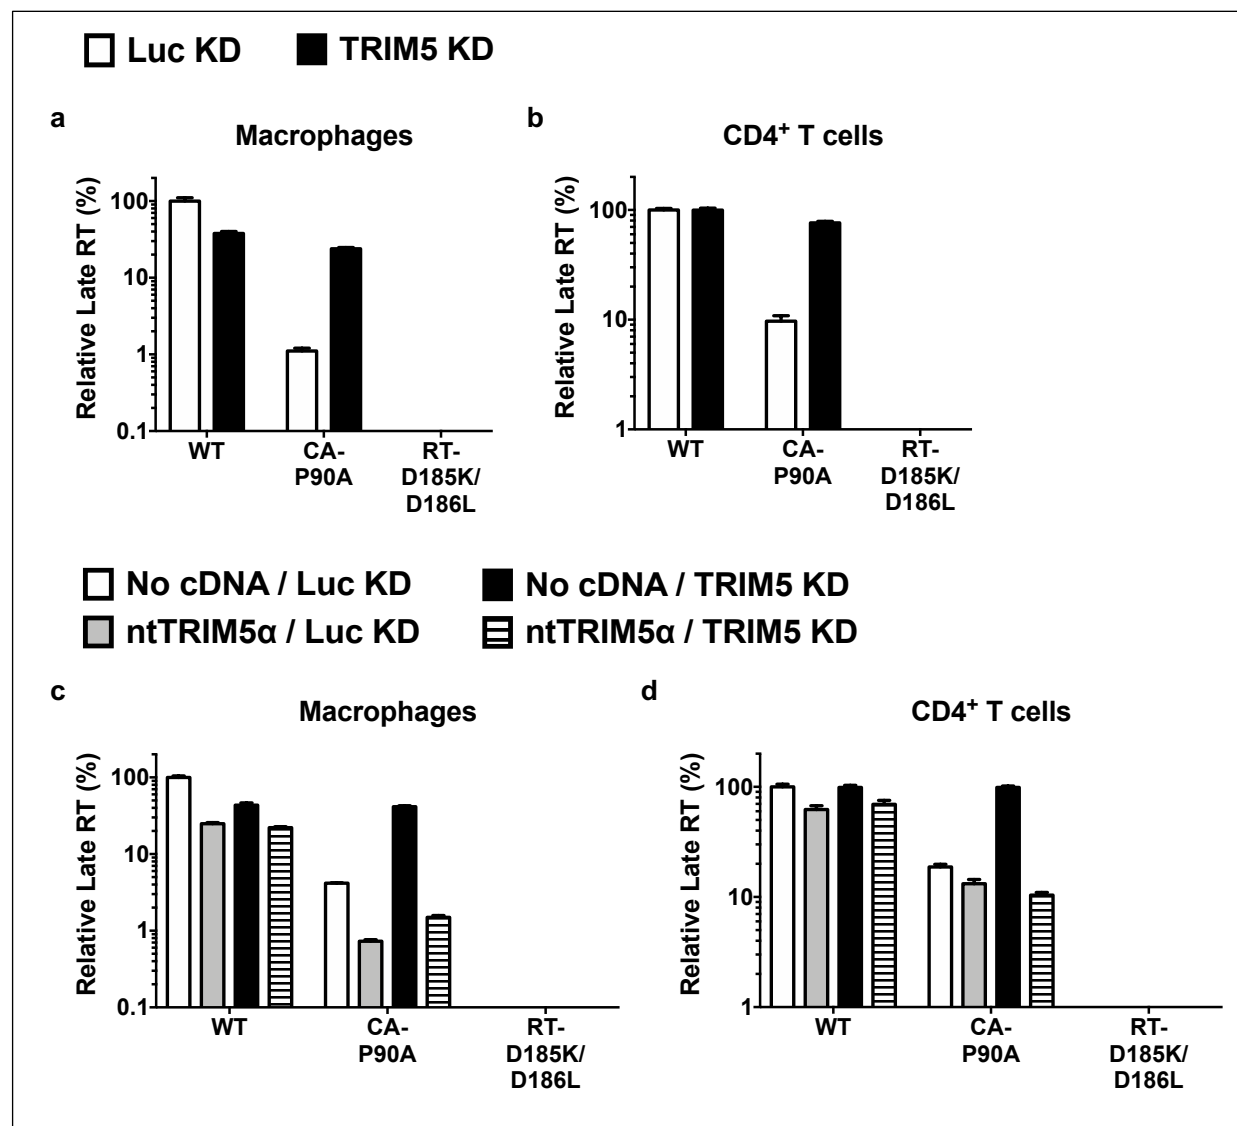 Luc KD
TRIM5 KD
a
Macrophages
Relative Late RT (%)
100
10
1
0.1
WT
CA-
P90A
RT-
D185K/
D186L
b
CD4⁺ T cells
Relative Late RT (%)
100
10
1
WT
CA-
P90A
RT-
D185K/
D186L
No cDNA / Luc KD
No cDNA / TRIM5 KD
ntTRIM5α / Luc KD
ntTRIM5α / TRIM5 KD
c
Macrophages
Relative Late RT (%)
100
10
1
0.1
WT
CA-
P90A
RT-
D185K/
D186L
d
CD4⁺ T cells
Relative Late RT (%)
100
10
1
WT
CA-
P90A
RT-
D185K/
D186L